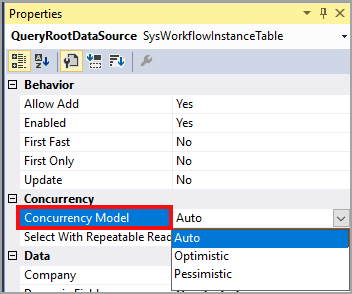 Properties
QueryRootDataSource SysWorkflowInstanceTable
Behavior
Allow Add Yes
Enabled Yes
First Fast No
First Only No
Update No
Concurrency
Concurrency Model Auto
Select With Repeatable Read Auto
Optimistic
Data
Pessimistic
Company